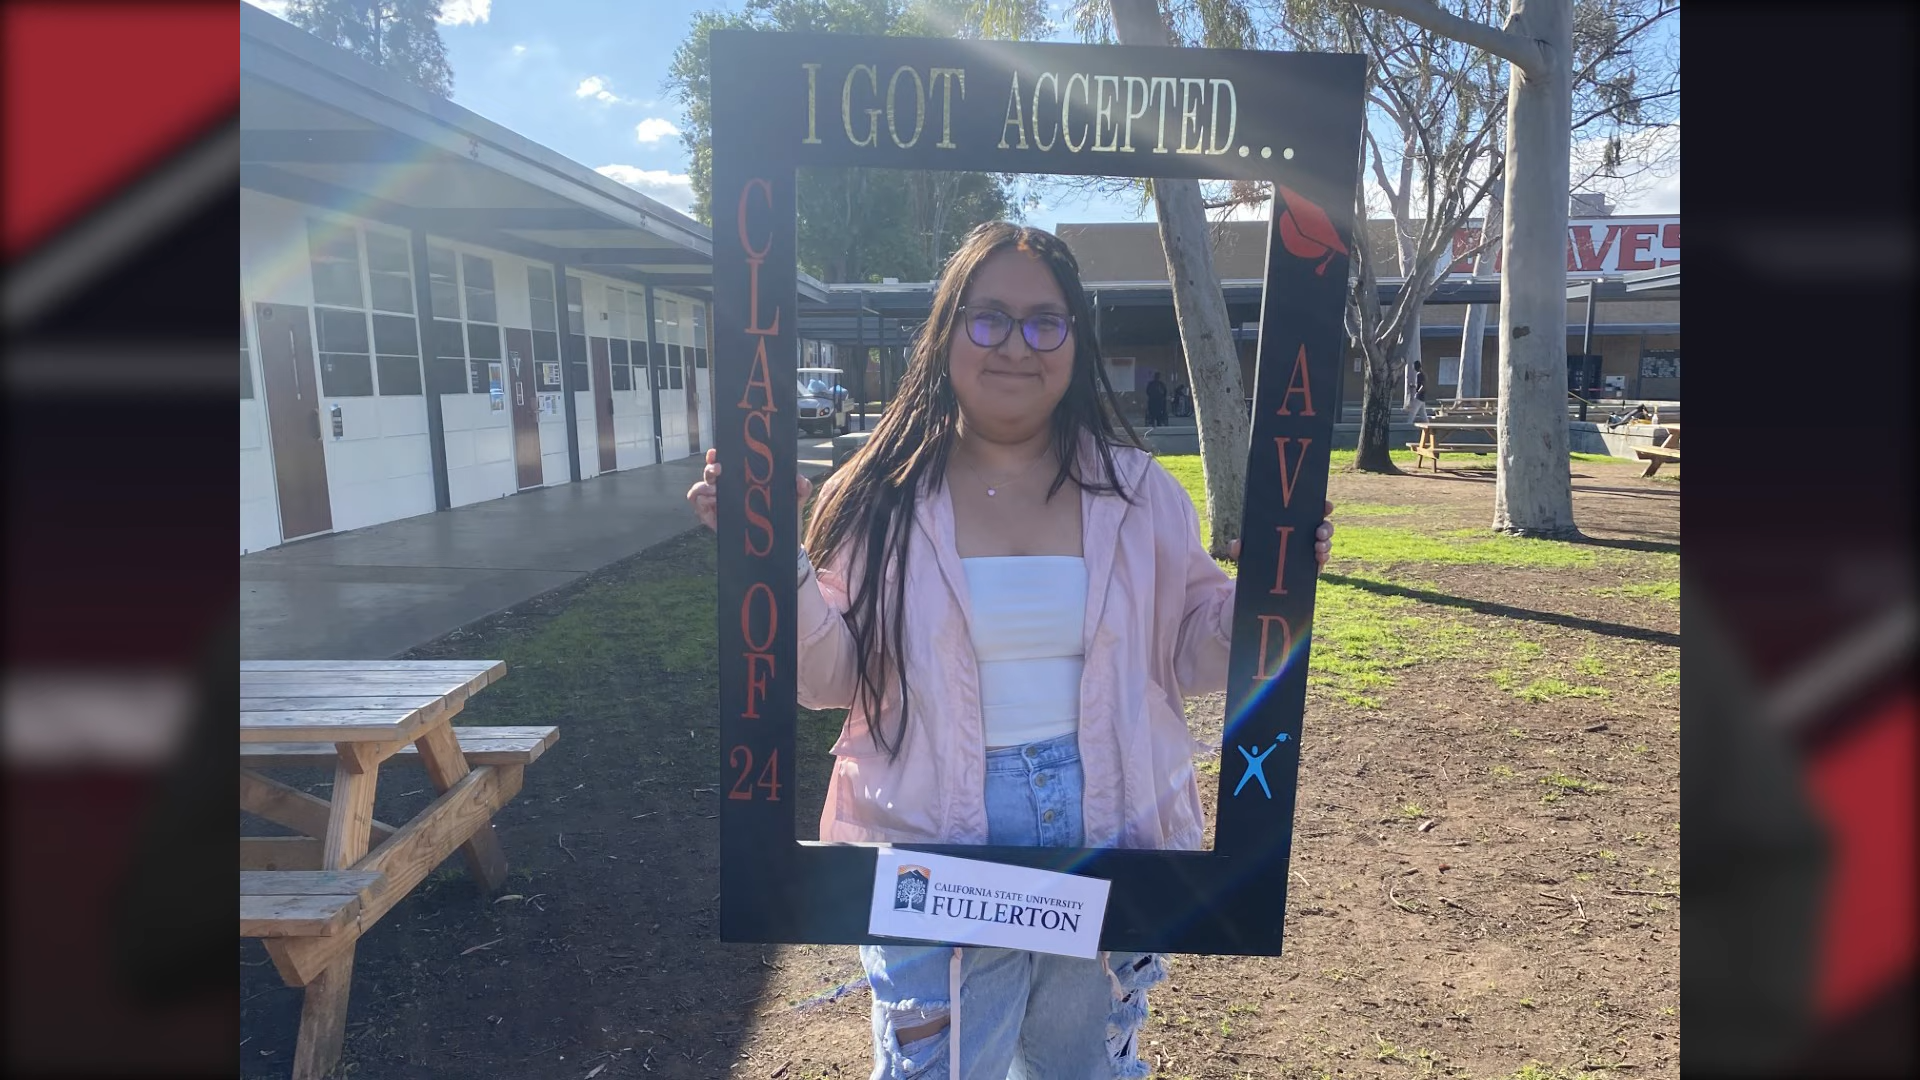 I GOT ACCEPTED...
CLASS OF 24
AVID
CALIFORNIA STATE UNIVERSITY
FULLERTON